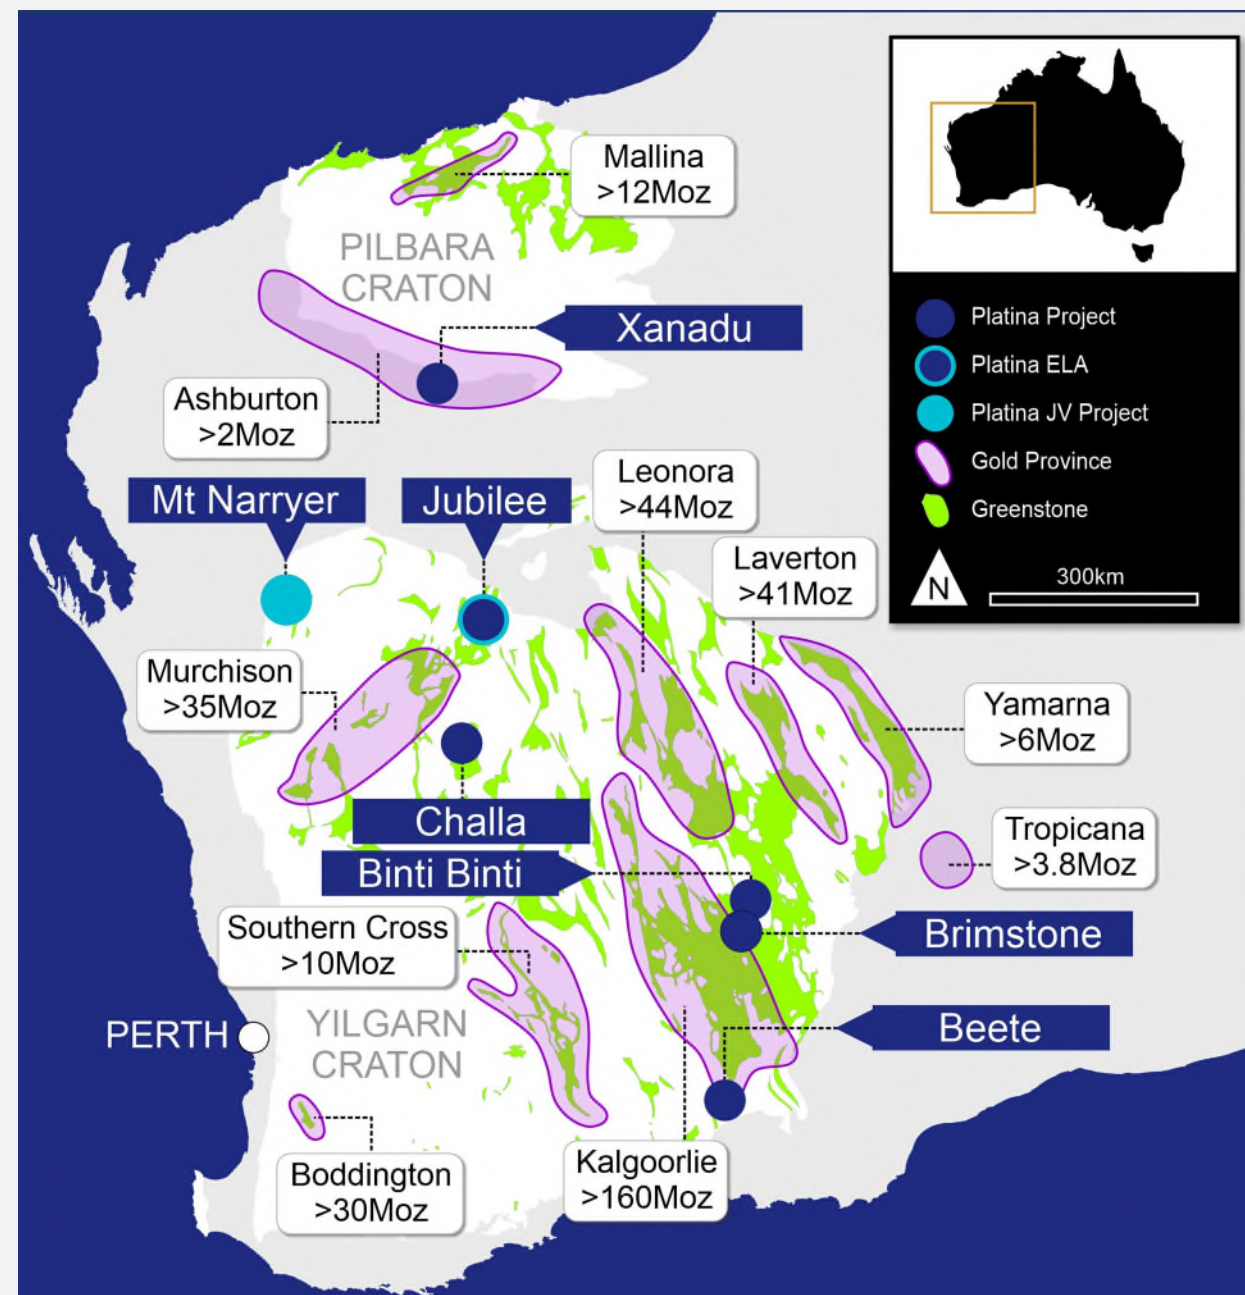 Mallina
>12Moz
PILBARA
CRATON
Xanadu
Ashburton
>2Moz
Mt Narryer
Jubilee
Leonora
>44Moz
Laverton
>41Moz
Murchison
>35Moz
Yamarna
>6Moz
Challa
Tropicana
>3.8Moz
Binti Binti
Southern Cross
>10Moz
Brimstone
PERTH
YILGARN
CRATON
Beete
Boddington
>30Moz
Kalgoorlie
>160Moz
Platina Project
Platina ELA
Platina JV Project
Gold Province
Greenstone
N
300km